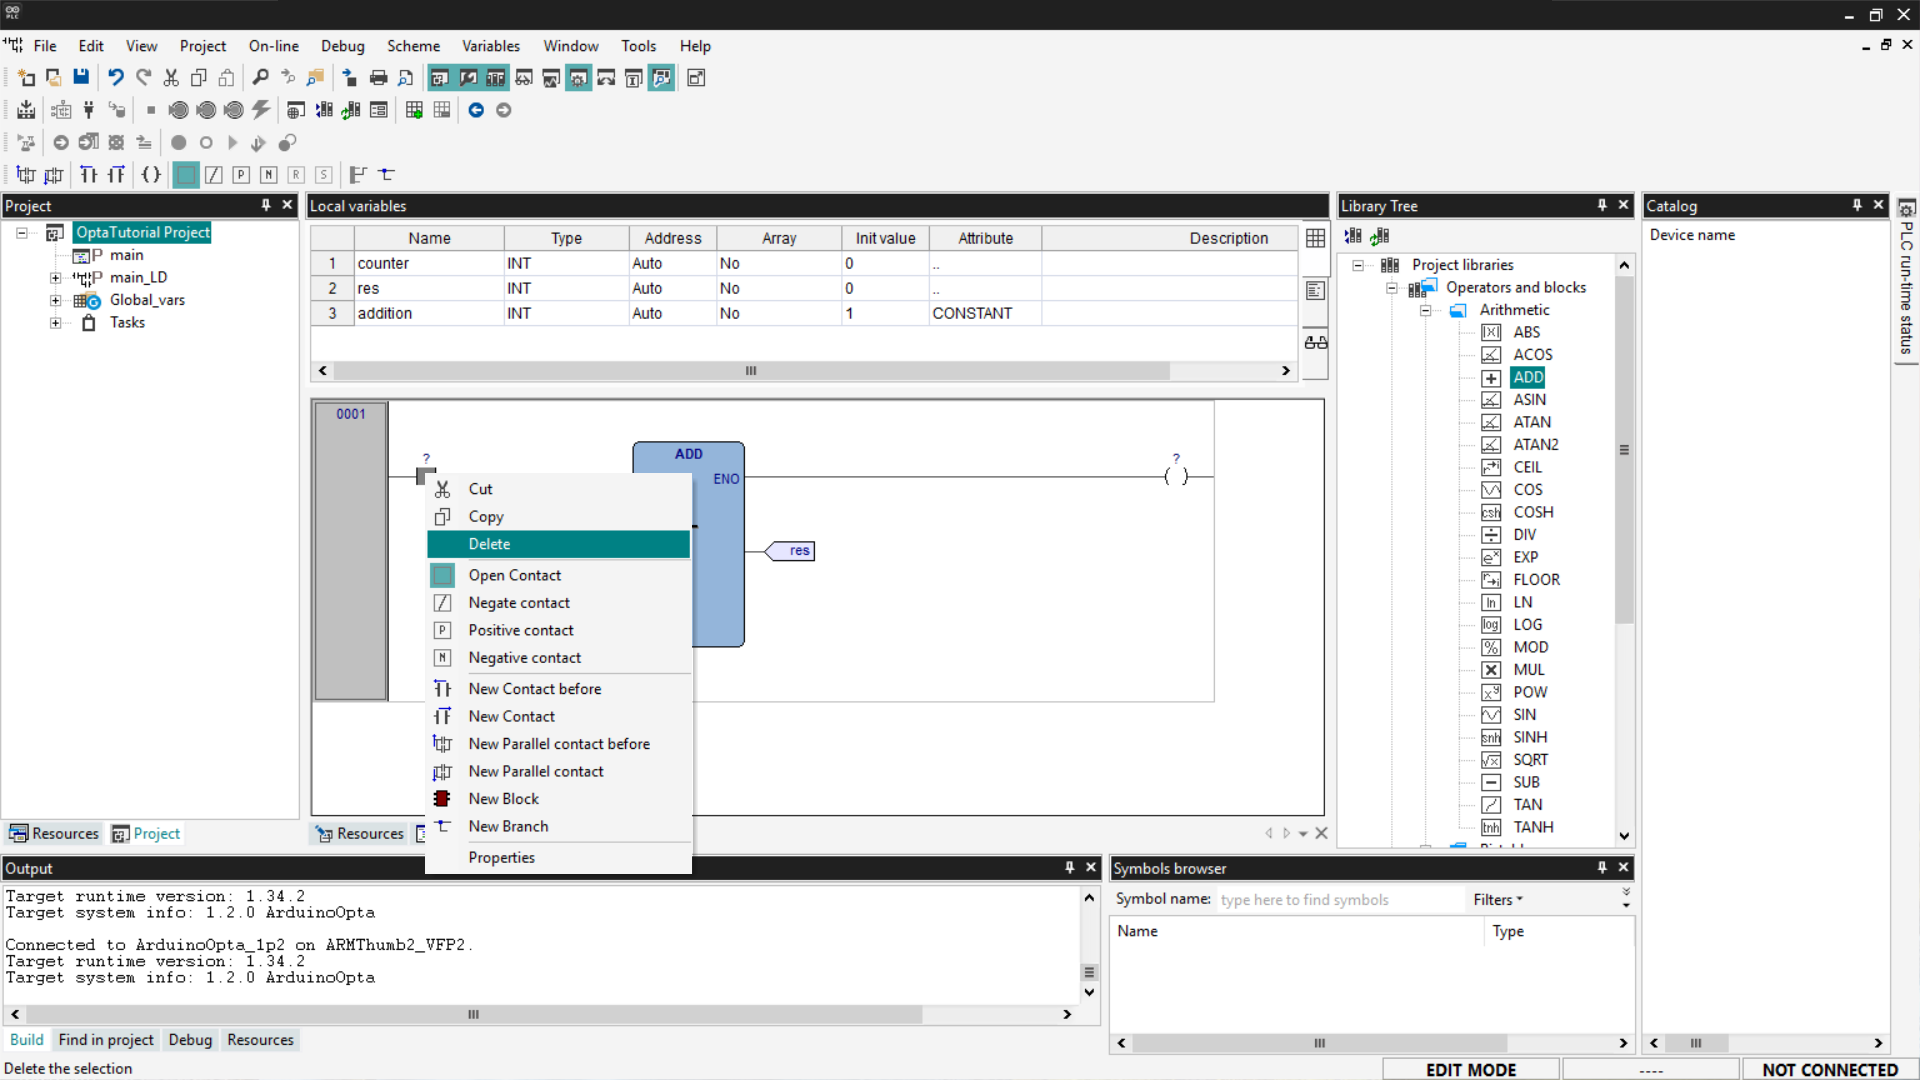 PLC
File Edit View Project On-line Debug Scheme Variables Window Tools Help
P N R S
Project
OptaTutorial Project
P main
P main_LD
Global_vars
Tasks
Resources Project
Local variables
Name Type Address Array Init value Attribute Description
1 counter INT Auto No 0 ..
2 res INT Auto No 0 ..
3 addition INT Auto No 1 CONSTANT
0001
?
ADD
ENO
?
res
Cut
Copy
Delete
Open Contact
Negate contact
P Positive contact
N Negative contact
New Contact before
New Contact
New Parallel contact before
New Parallel contact
New Block
New Branch
Properties
Resources
Library Tree
Project libraries
Operators and blocks
Arithmetic
ABS
ACOS
ADD
ASIN
ATAN
ATAN2
CEIL
COS
csh COSH
DIV
EXP
FLOOR
ln LN
log LOG
% MOD
MUL
POW
SIN
snh SINH
SQRT
SUB
TAN
tnh TANH
Catalog
Device name
PLC run-time status
Output
Target runtime version: 1.34.2
Target system info: 1.2.0 ArduinoOpta
Connected to ArduinoOpta_1p2 on ARMThumb2_VFP2.
Target runtime version: 1.34.2
Target system info: 1.2.0 ArduinoOpta
Build Find in project Debug Resources
Symbols browser
Symbol name: type here to find symbols Filters
Name Type
Delete the selection
EDIT MODE ---- NOT CONNECTED